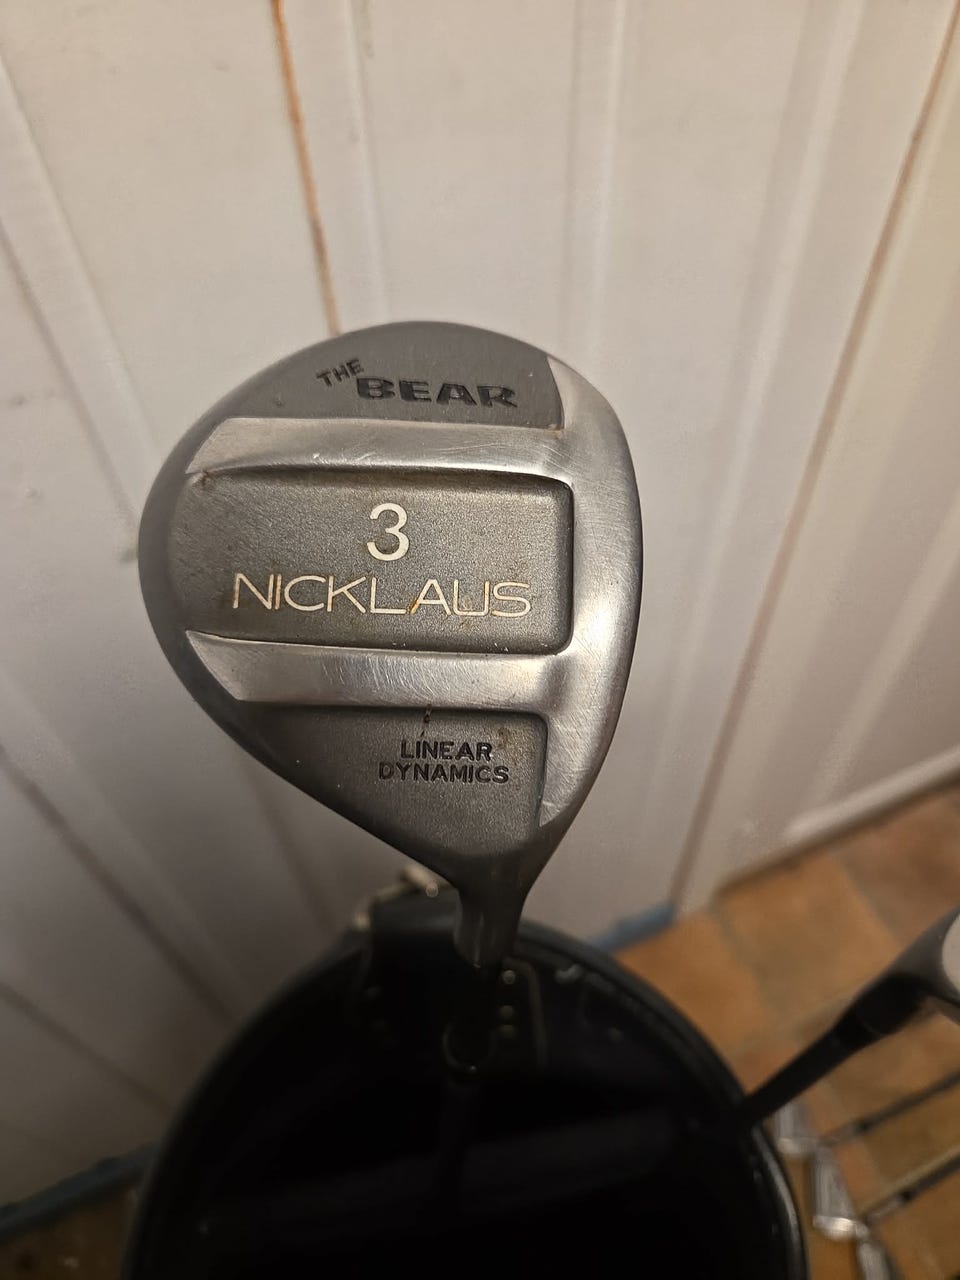 THE
BEAR
3
NICKLAUS
LINEAR
DYNAMICS